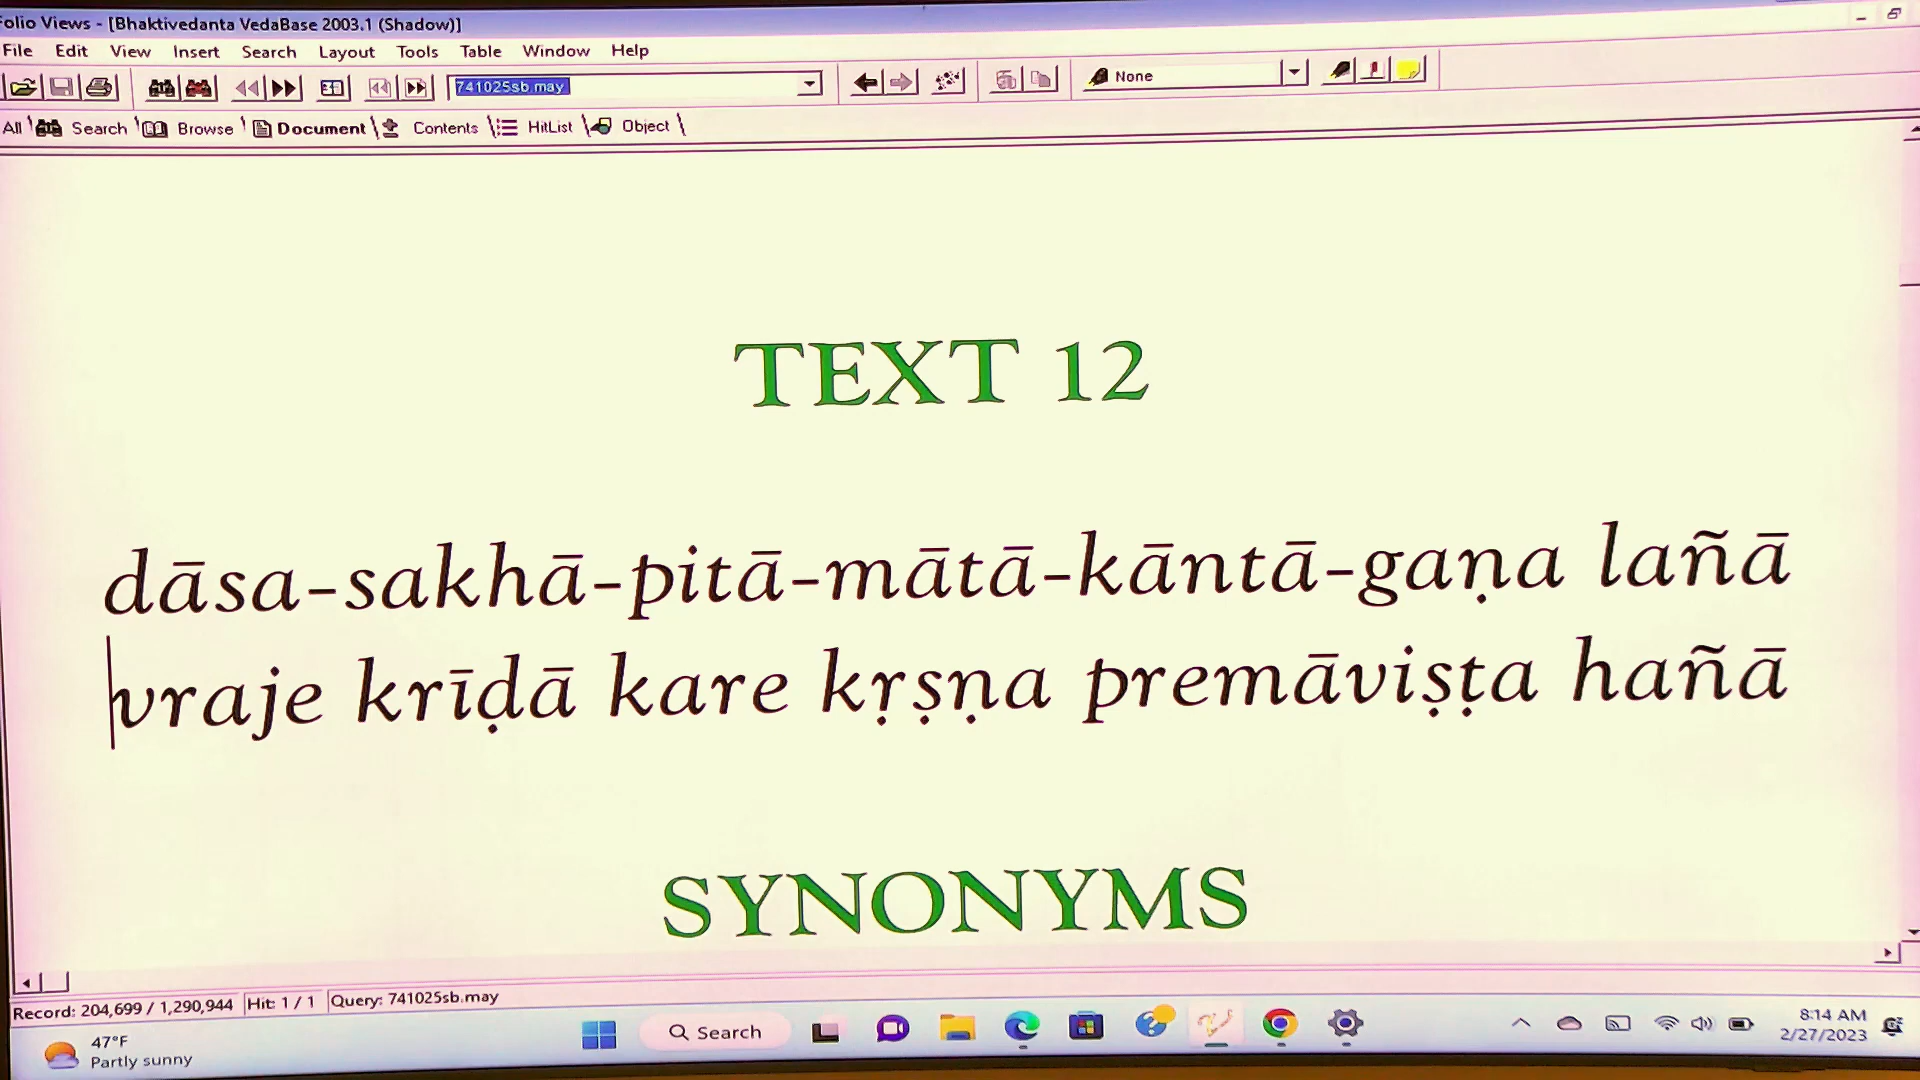 Folio Views - [Bhaktivedanta VedaBase 2003.1 (Shadow)]
File Edit View Insert Search Layout Tools Table Window Help
741025sb may
None
All Search Browse Document Contents HitList Object
TEXT 12
dāsa-sakhā-pitā-mātā-kāntā-gaṇa lañā
vraje krīḍā kare kṛṣṇa premāviṣṭa hañā
SYNONYMS
Record: 204,699 / 1,290,944 Hit: 1 / 1 Query: 741025sb.may
47°F
Partly sunny
Search
8:14 AM
2/27/2023